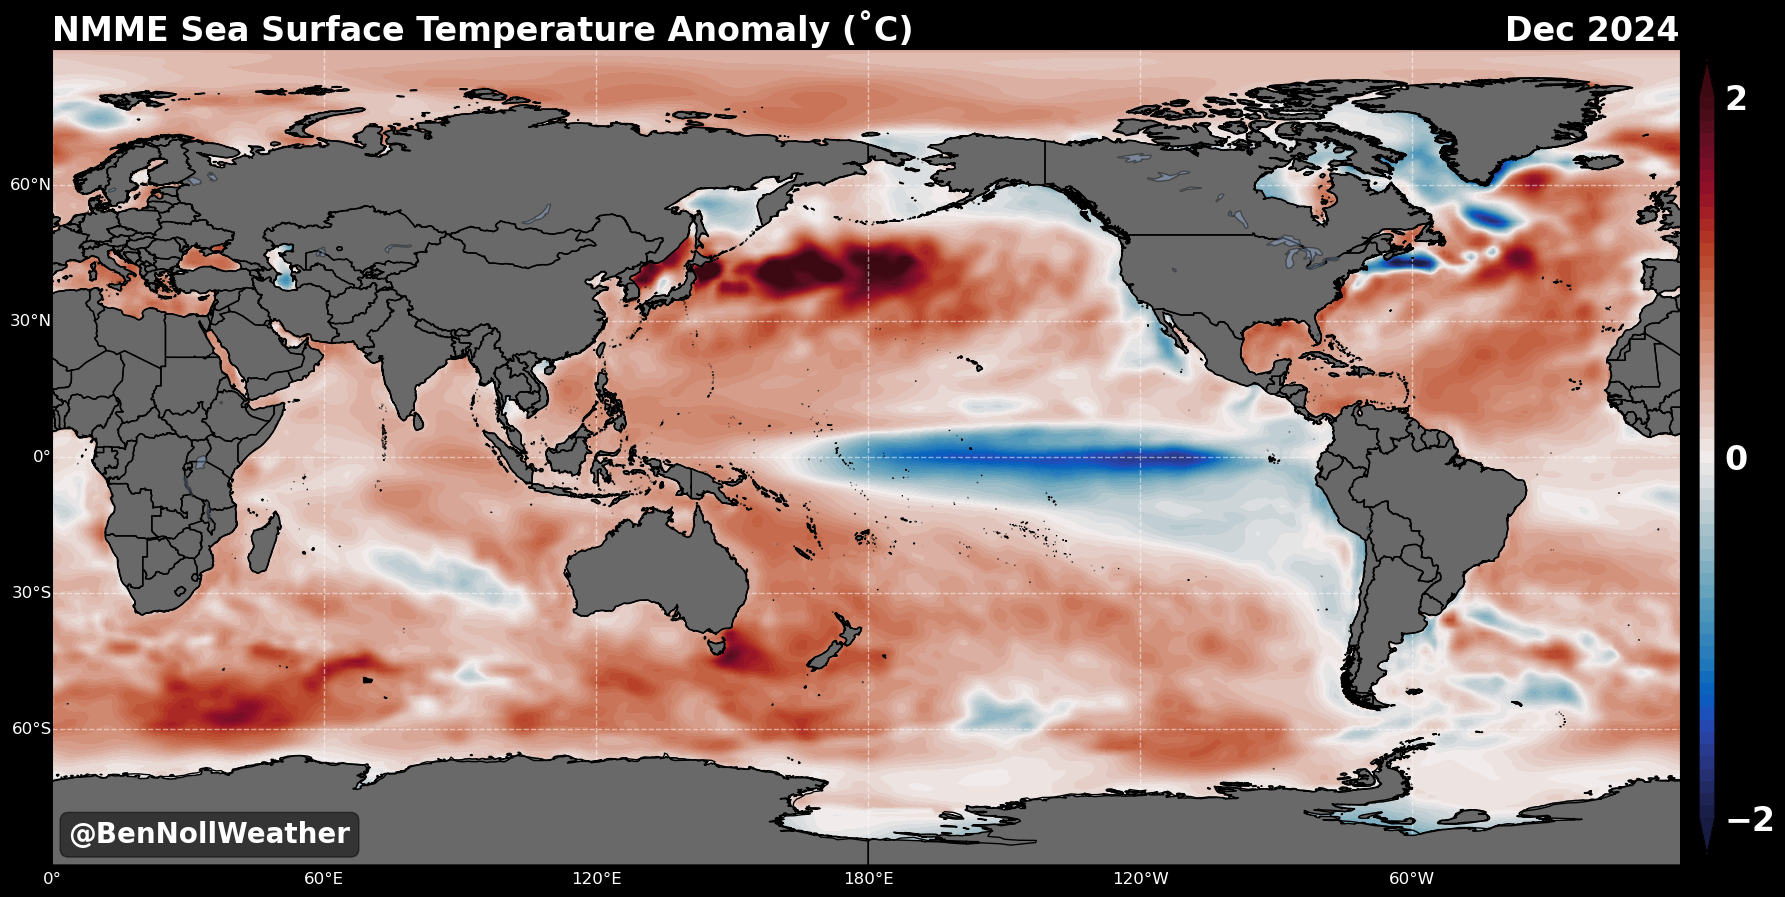 NMME Sea Surface Temperature Anomaly (˚C)
Dec 2024
2
0
−2
60°N
30°N
0°
30°S
60°S
@BenNollWeather
0°
60°E
120°E
180°E
120°W
60°W